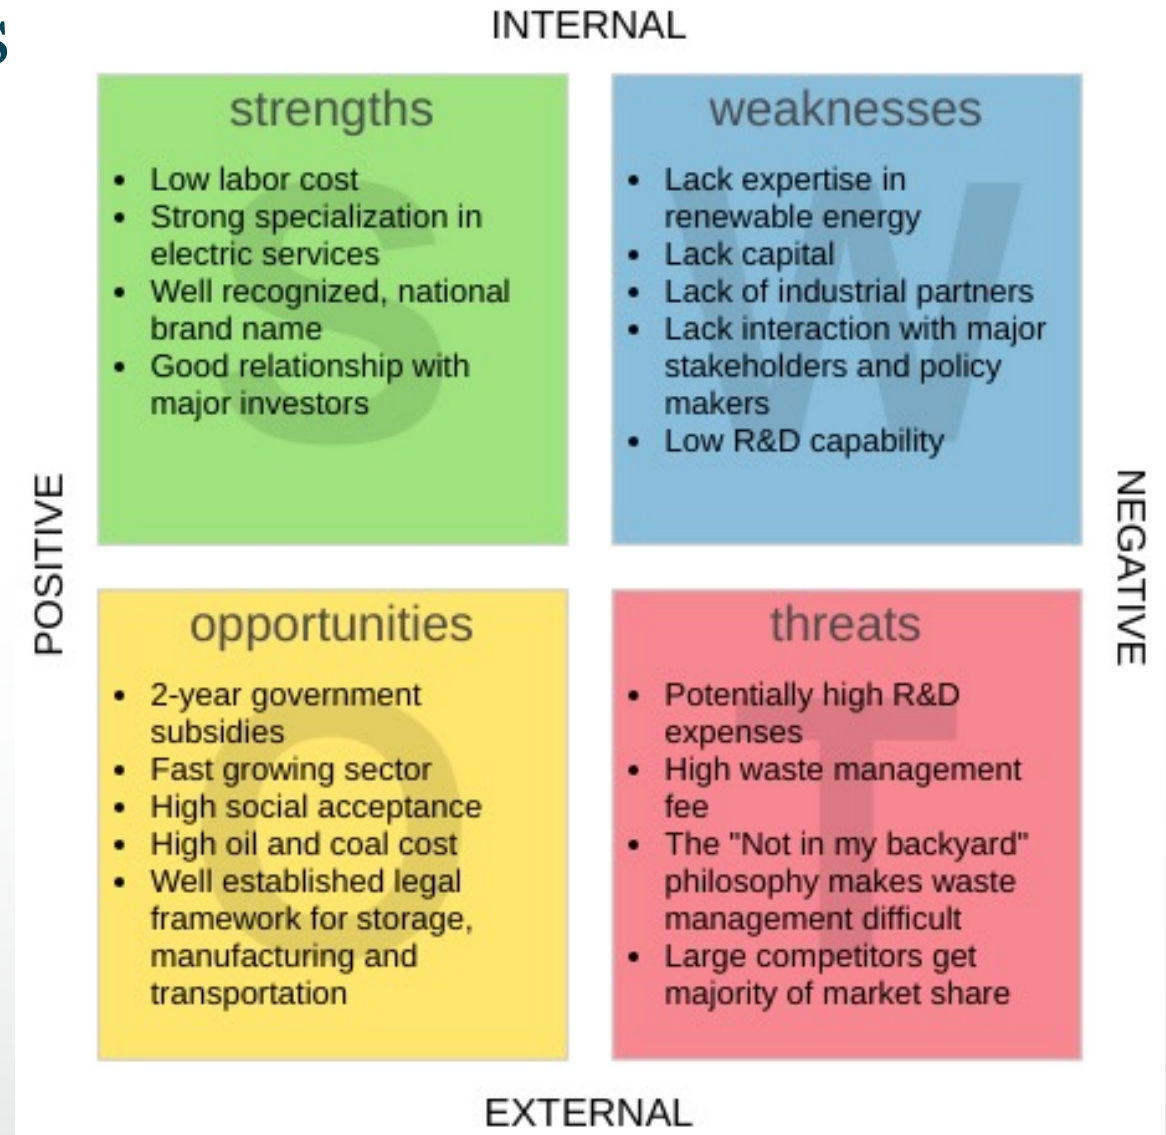 s
INTERNAL
strengths
• Low labor cost
• Strong specialization in
electric services
• Well recognized, national
brand name
• Good relationship with
major investors
S
weaknesses
• Lack expertise in
renewable energy
• Lack capital
• Lack of industrial partners
• Lack interaction with major
stakeholders and policy
makers
• Low R&D capability
W
POSITIVE
NEGATIVE
opportunities
• 2-year government
subsidies
• Fast growing sector
• High social acceptance
• High oil and coal cost
• Well established legal
framework for storage,
manufacturing and
transportation
O
threats
• Potentially high R&D
expenses
• High waste management
fee
• The "Not in my backyard"
philosophy makes waste
management difficult
• Large competitors get
majority of market share
T
EXTERNAL